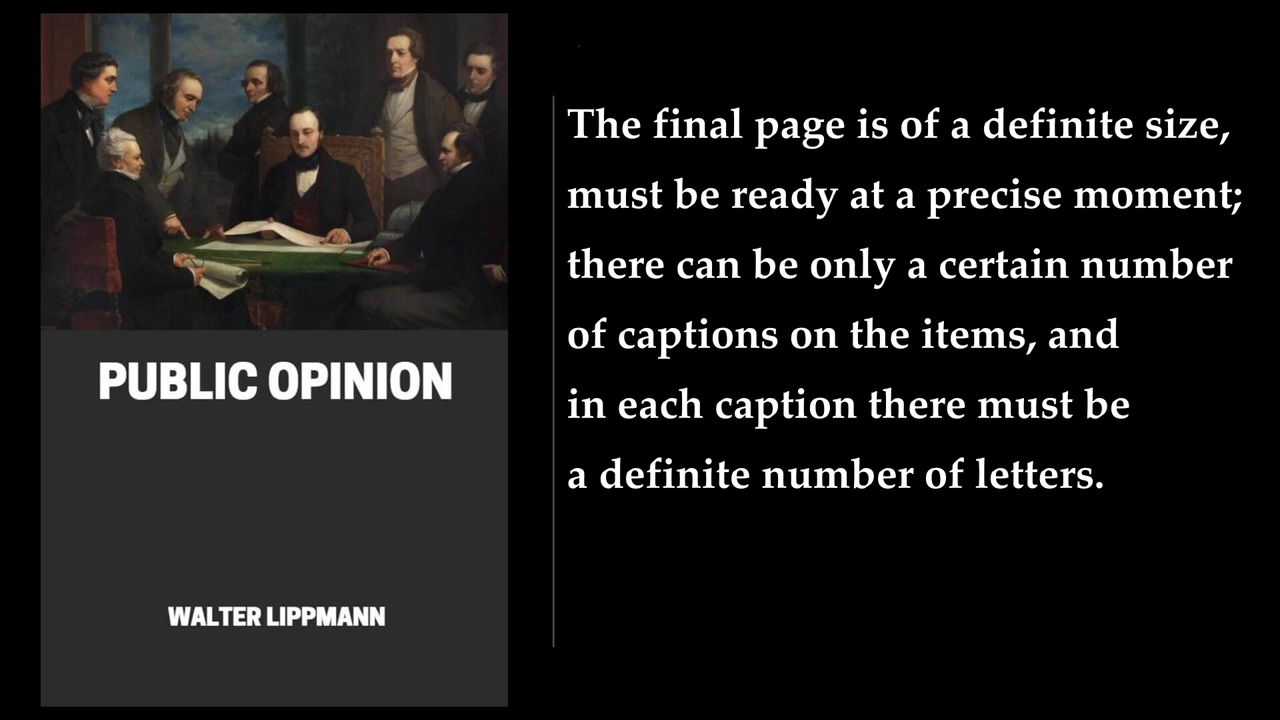 PUBLIC OPINION
WALTER LIPPMANN
The final page is of a definite size,
must be ready at a precise moment;
there can be only a certain number
of captions on the items, and
in each caption there must be
a definite number of letters.